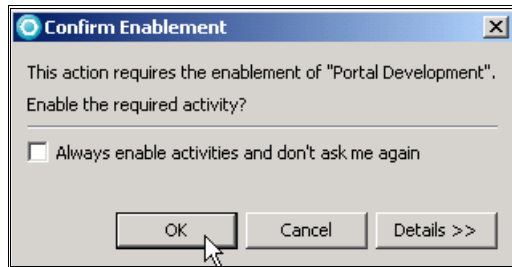 Confirm Enablement
This action requires the enablement of "Portal Development".
Enable the required activity?
Always enable activities and don't ask me again
OK
Cancel
Details >>